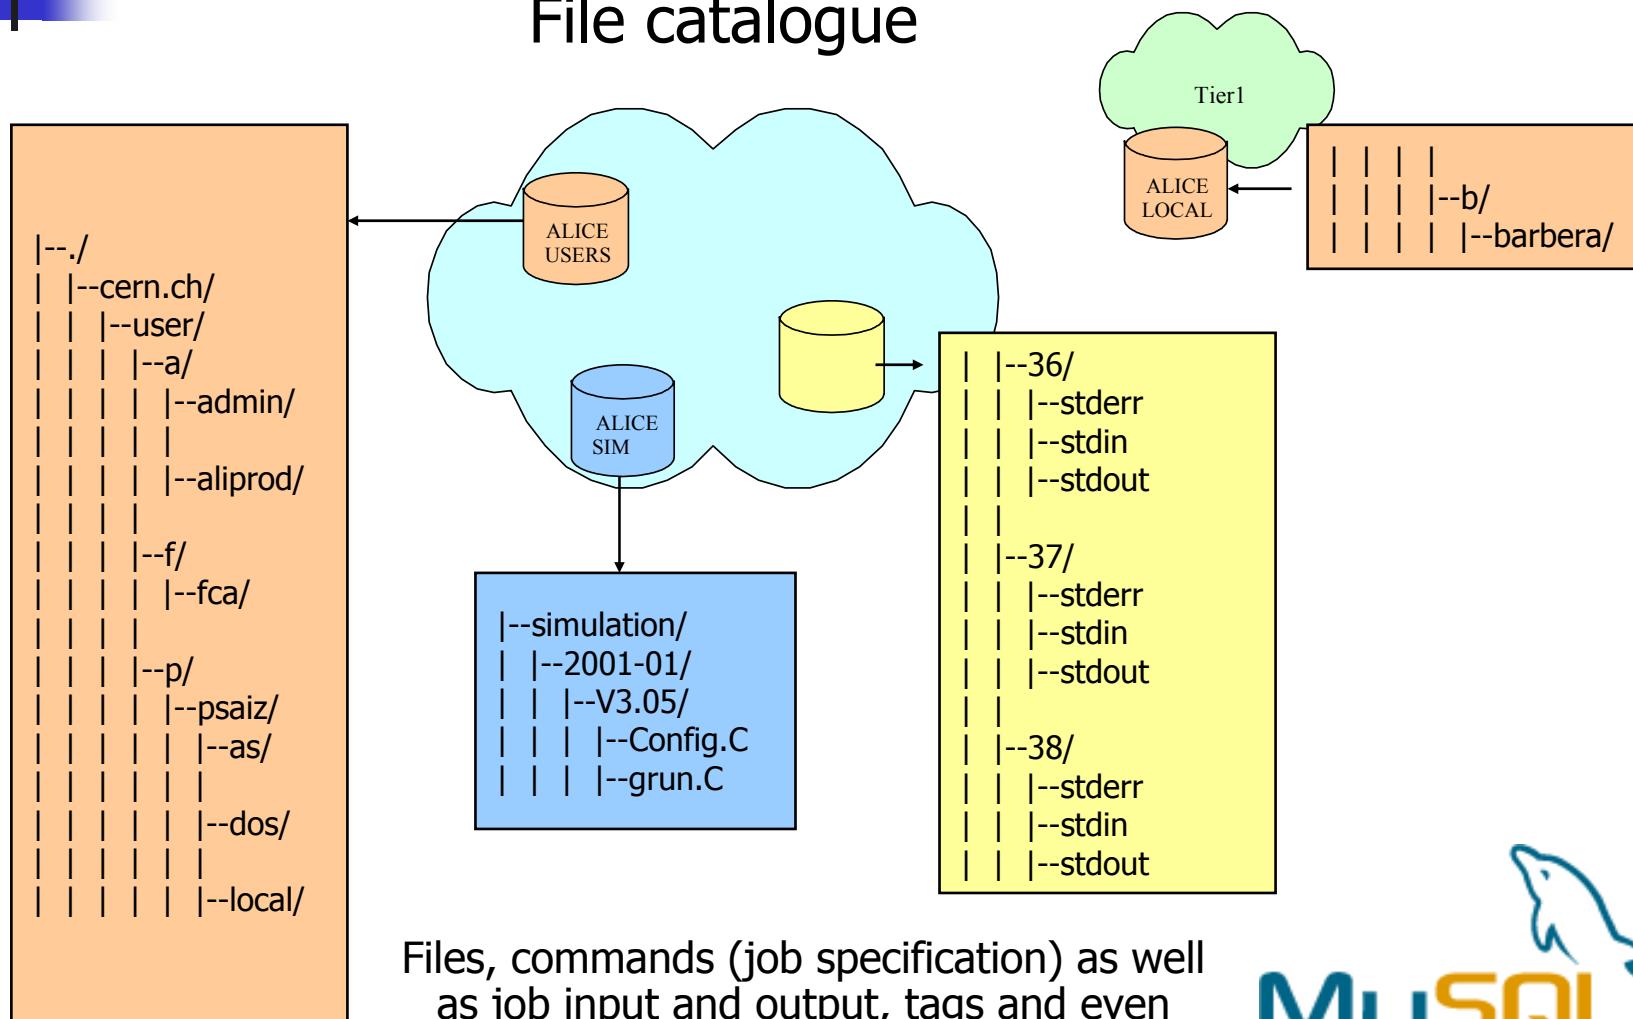 File catalogue
Tier1
ALICE
LOCAL
| | | |
| | | |--b/
| | | | |--barbera/
ALICE
USERS
|--./
| |--cern.ch/
| | |--user/
| | | |--a/
| | | | |--admin/
| | | | |
| | | | |--aliprod/
| | | |
| | | |--f/
| | | | |--fca/
| | | |
| | | |--p/
| | | | |--psaiz/
| | | | | |--as/
| | | | | |
| | | | | |--dos/
| | | | | |
| | | | | |--local/
ALICE
SIM
|--simulation/
| |--2001-01/
| | |--V3.05/
| | | |--Config.C
| | | |--grun.C
| |--36/
| | |--stderr
| | |--stdin
| | |--stdout
| |
| |--37/
| | |--stderr
| | |--stdin
| | |--stdout
| |
| |--38/
| | |--stderr
| | |--stdin
| | |--stdout
Files, commands (job specification) as well
as job input and output, tags and even
MySQL